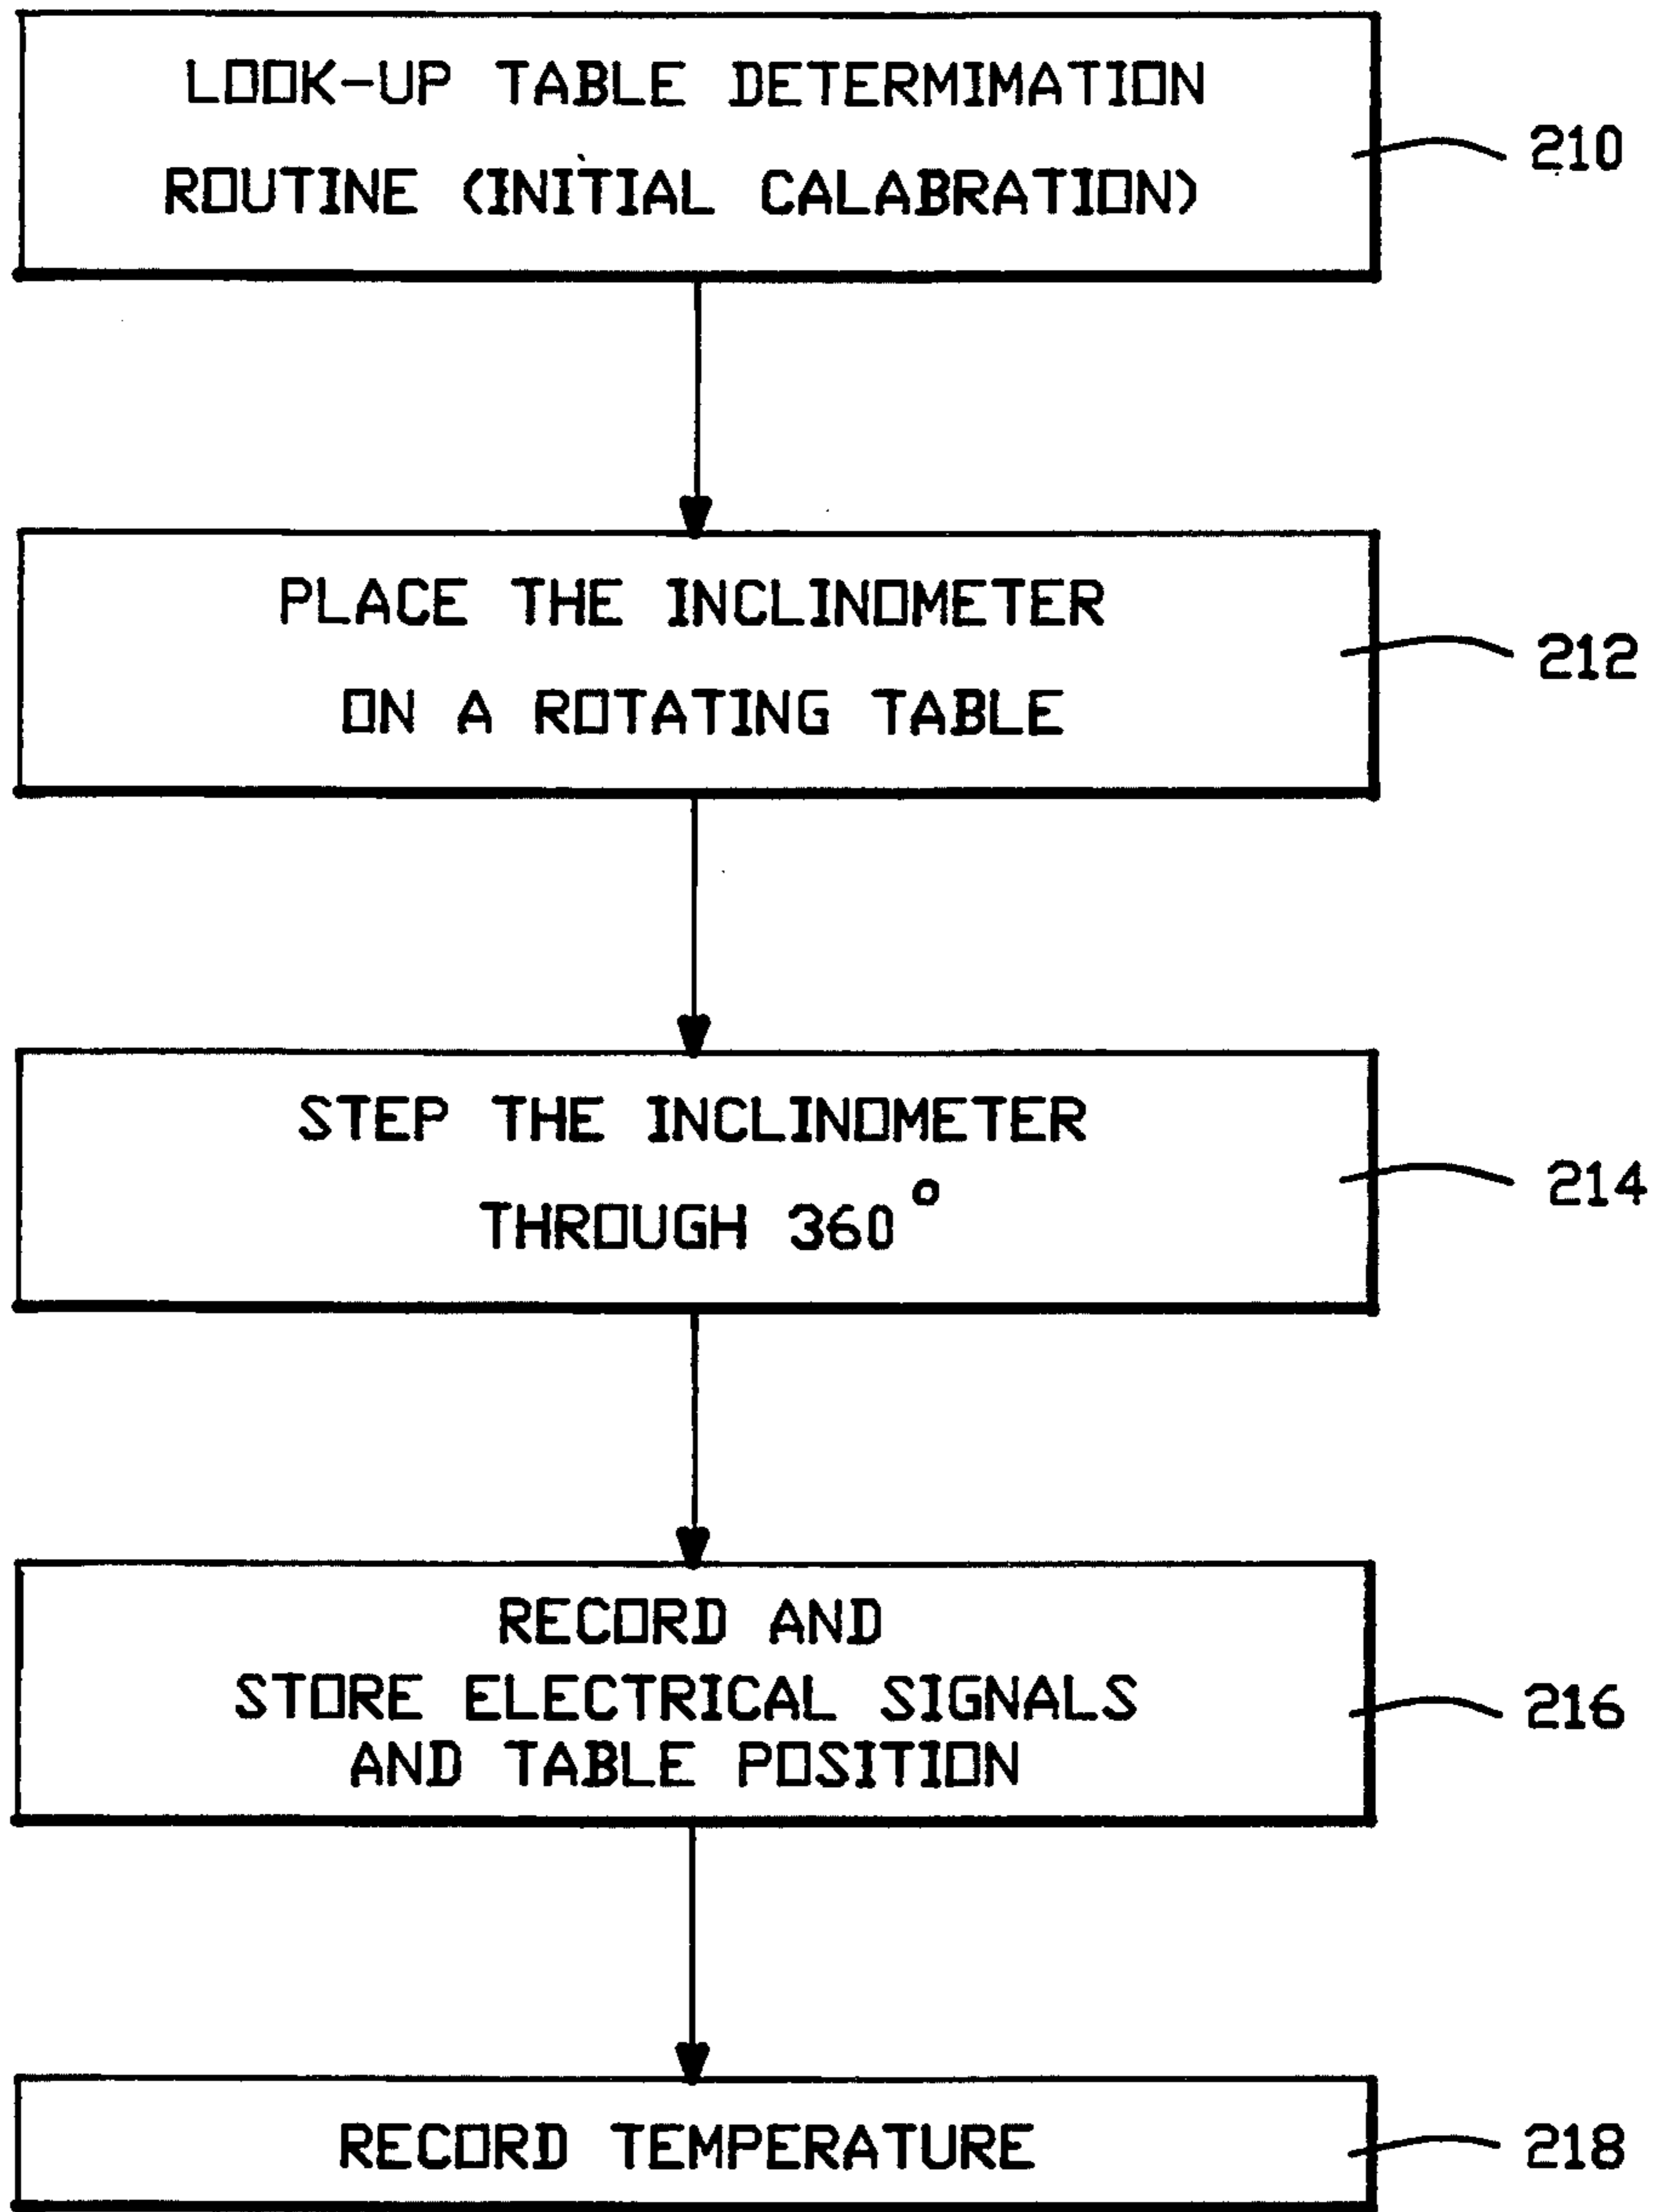 LOOK-UP TABLE DETERMIMATION
ROUTINE (INITIAL CALABRATION)
210
PLACE THE INCLINOMETER
ON A ROTATING TABLE
212
STEP THE INCLINOMETER
THROUGH 360°
214
RECORD AND
STORE ELECTRICAL SIGNALS
AND TABLE POSITION
216
RECORD TEMPERATURE
218